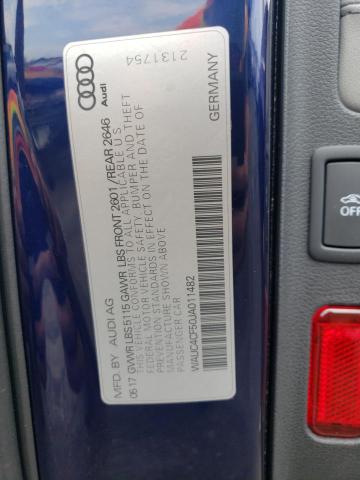 Audi
2131754
GERMANY
MFD. BY AUDI AG
05 17 GVWR LBS 5115 GAWR LBS FRONT 2601 / REAR 2646
THIS VEHICLE CONFORMS TO ALL APPLICABLE U S
FEDERAL MOTOR VEHICLE SAFETY, BUMPER AND THEFT
PREVENTION STANDARDS IN EFFECT ON THE DATE OF
MANUFACTURE SHOWN ABOVE
PASSENGER CAR
WAUC4CF50JA011482
OFF